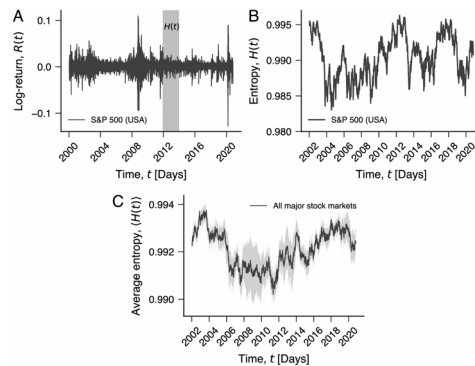 A
Log-return, R(t)
0.1
0.0
−0.1
H(t)
S&P 500 (USA)
2000
2004
2008
2012
2016
2020
Time, t [Days]
B
Entropy, H(t)
0.995
0.990
0.985
0.980
S&P 500 (USA)
2002
2004
2006
2008
2010
2012
2014
2016
2018
2020
Time, t [Days]
C
Average entropy, ⟨H(t)⟩
0.994
0.992
0.990
All major stock markets
2002
2004
2006
2008
2010
2012
2014
2016
2018
2020
Time, t [Days]